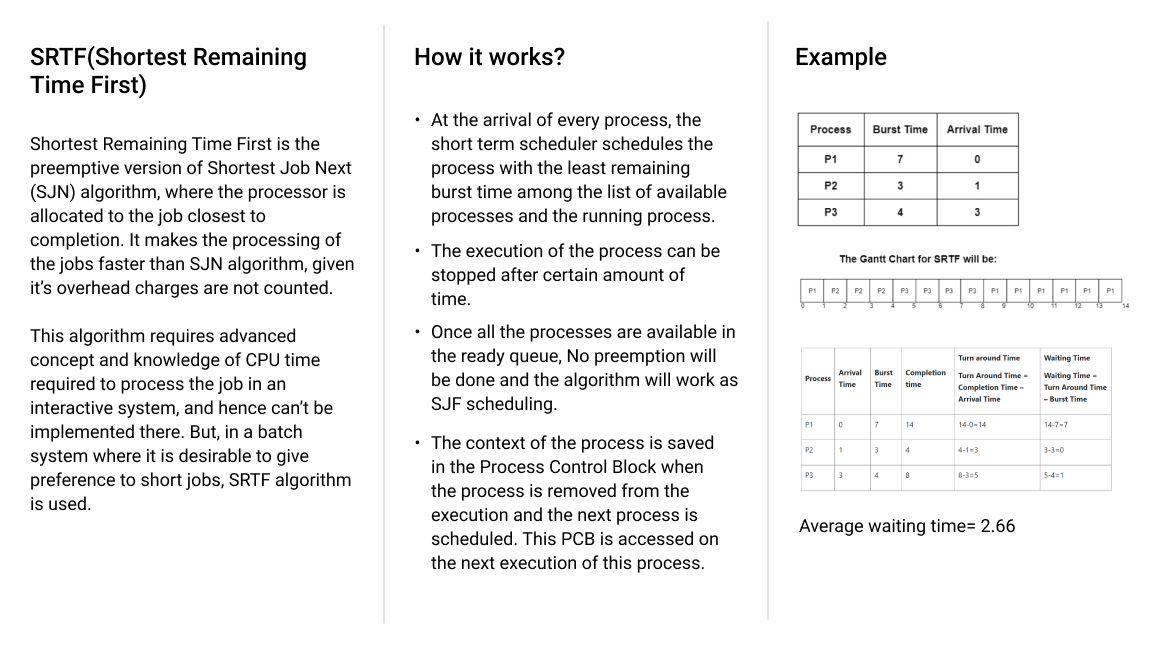 SRTF(Shortest Remaining
Time First)
Shortest Remaining Time First is the
preemptive version of Shortest Job Next
(SJN) algorithm, where the processor is
allocated to the job closest to
completion. It makes the processing of
the jobs faster than SJN algorithm, given
it’s overhead charges are not counted.
This algorithm requires advanced
concept and knowledge of CPU time
required to process the job in an
interactive system, and hence can’t be
implemented there. But, in a batch
system where it is desirable to give
preference to short jobs, SRTF algorithm
is used.
How it works?
• At the arrival of every process, the
short term scheduler schedules the
process with the least remaining
burst time among the list of available
processes and the running process.
• The execution of the process can be
stopped after certain amount of
time.
• Once all the processes are available in
the ready queue, No preemption will
be done and the algorithm will work as
SJF scheduling.
• The context of the process is saved
in the Process Control Block when
the process is removed from the
execution and the next process is
scheduled. This PCB is accessed on
the next execution of this process.
Example
Process Burst Time Arrival Time
P1 7 0
P2 3 1
P3 4 3
The Gantt Chart for SRTF will be:
P1 P2 P2 P2 P3 P3 P3 P3 P1 P1 P1 P1 P1 P1
0 1 2 3 4 5 6 7 8 9 10 11 12 13 14
Turn around Time Waiting Time
Process Arrival Time Burst Time Completion time Turn Around Time = Completion Time – Arrival Time Waiting Time = Turn Around Time – Burst Time
P1 0 7 14 14-0=14 14-7=7
P2 1 3 4 4-1=3 3-3=0
P3 3 4 8 8-3=5 5-4=1
Average waiting time= 2.66